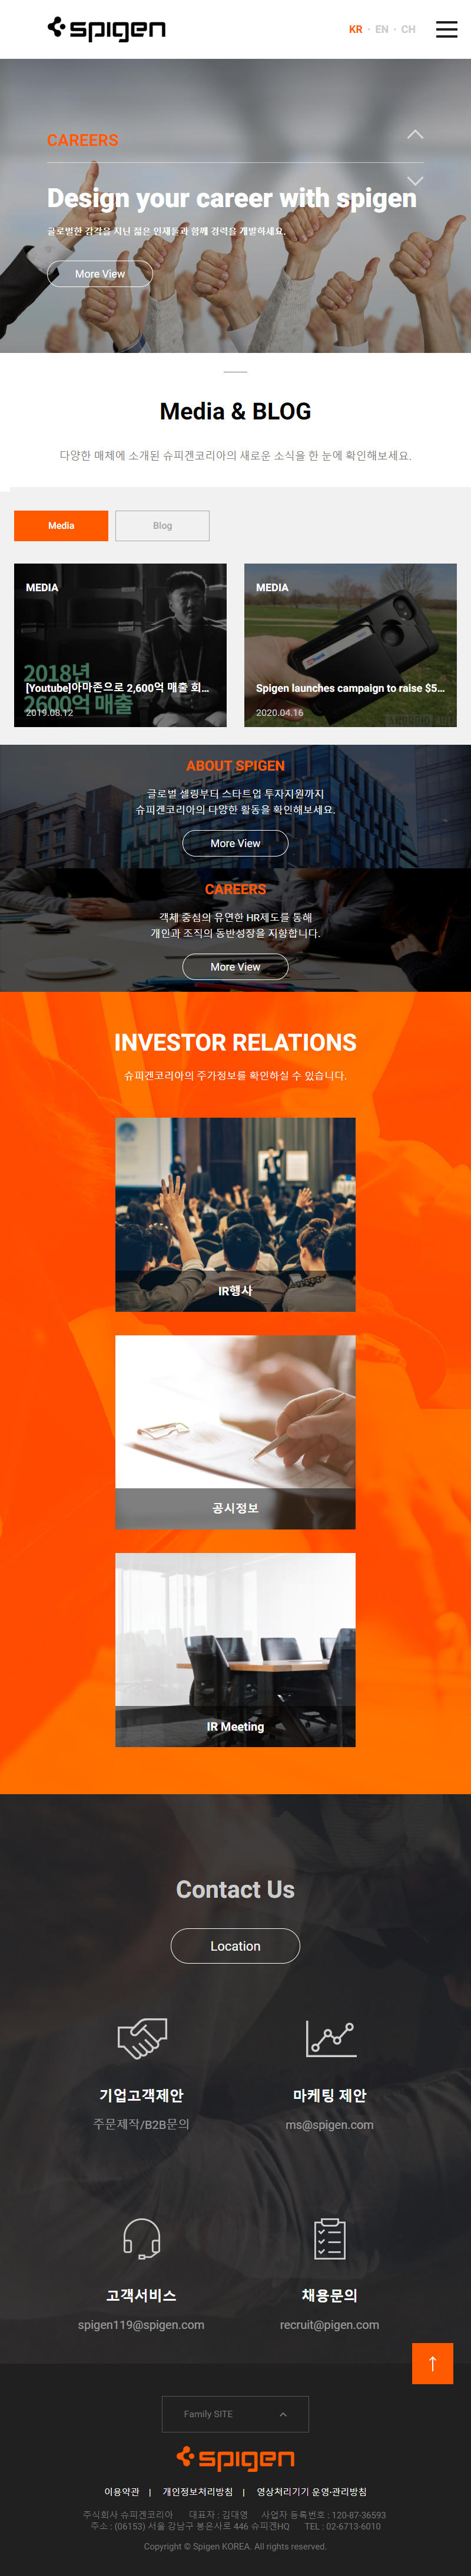 spigen
KR · EN · CH
CAREERS
Design your career with spigen
글로벌한 감각을 지닌 젊은 인재들과 함께 경력을 개발하세요.
More View
Media & BLOG
다양한 매체에 소개된 슈피겐코리아의 새로운 소식을 한 눈에 확인해보세요.
Media
Blog
MEDIA
2018년
2600억 매출
[Youtube]아마존으로 2,600억 매출 회...
2019.08.12
MEDIA
Spigen launches campaign to raise $5...
2020.04.16
ABOUT SPIGEN
글로벌 셀링부터 스타트업 투자지원까지
슈피겐코리아의 다양한 활동을 확인해보세요.
More View
CAREERS
객체 중심의 유연한 HR제도를 통해
개인과 조직의 동반성장을 지향합니다.
More View
INVESTOR RELATIONS
슈피겐코리아의 주가정보를 확인하실 수 있습니다.
IR행사
공시정보
IR Meeting
Contact Us
Location
기업고객제안
주문제작/B2B문의
마케팅 제안
ms@spigen.com
고객서비스
spigen119@spigen.com
채용문의
recruit@pigen.com
Family SITE
spigen
이용약관 | 개인정보처리방침 | 영상처리기기 운영·관리방침
주식회사 슈피겐코리아 대표자 : 김대영 사업자 등록번호 : 120-87-36593
주소 : (06153) 서울 강남구 봉은사로 446 슈피겐HQ TEL : 02-6713-6010
Copyright © Spigen KOREA. All rights reserved.